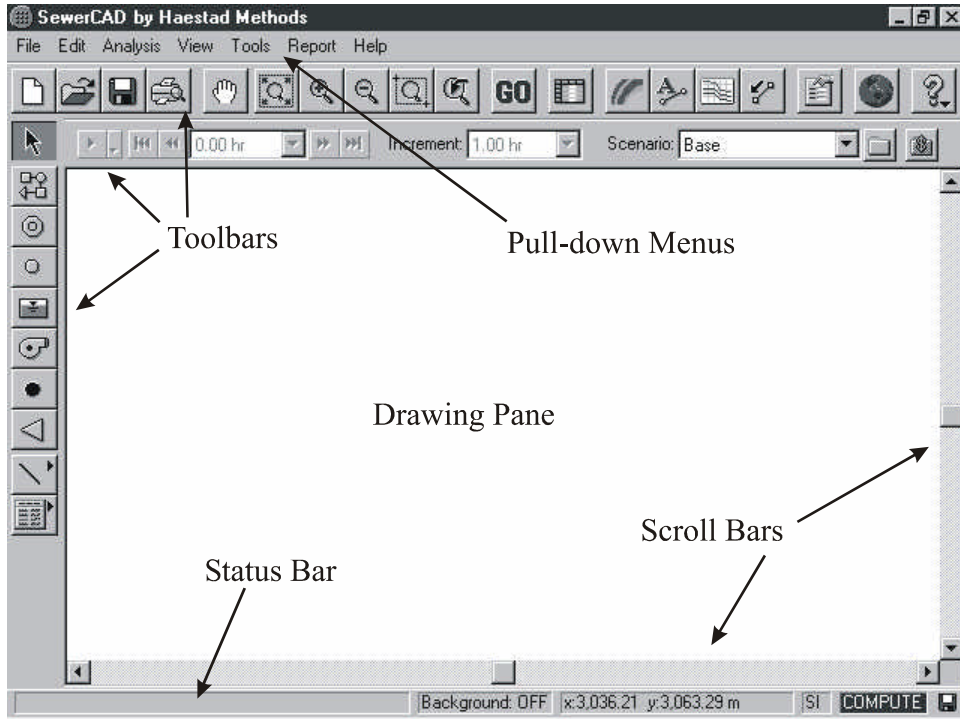 SewerCAD by Haestad Methods
File Edit Analysis View Tools Report Help
GO
0.00 hr Increment: 1.00 hr Scenario: Base
Toolbars
Pull-down Menus
Drawing Pane
Scroll Bars
Status Bar
Background: OFF x:3,036.21 y:3,063.29 m SI COMPUTE